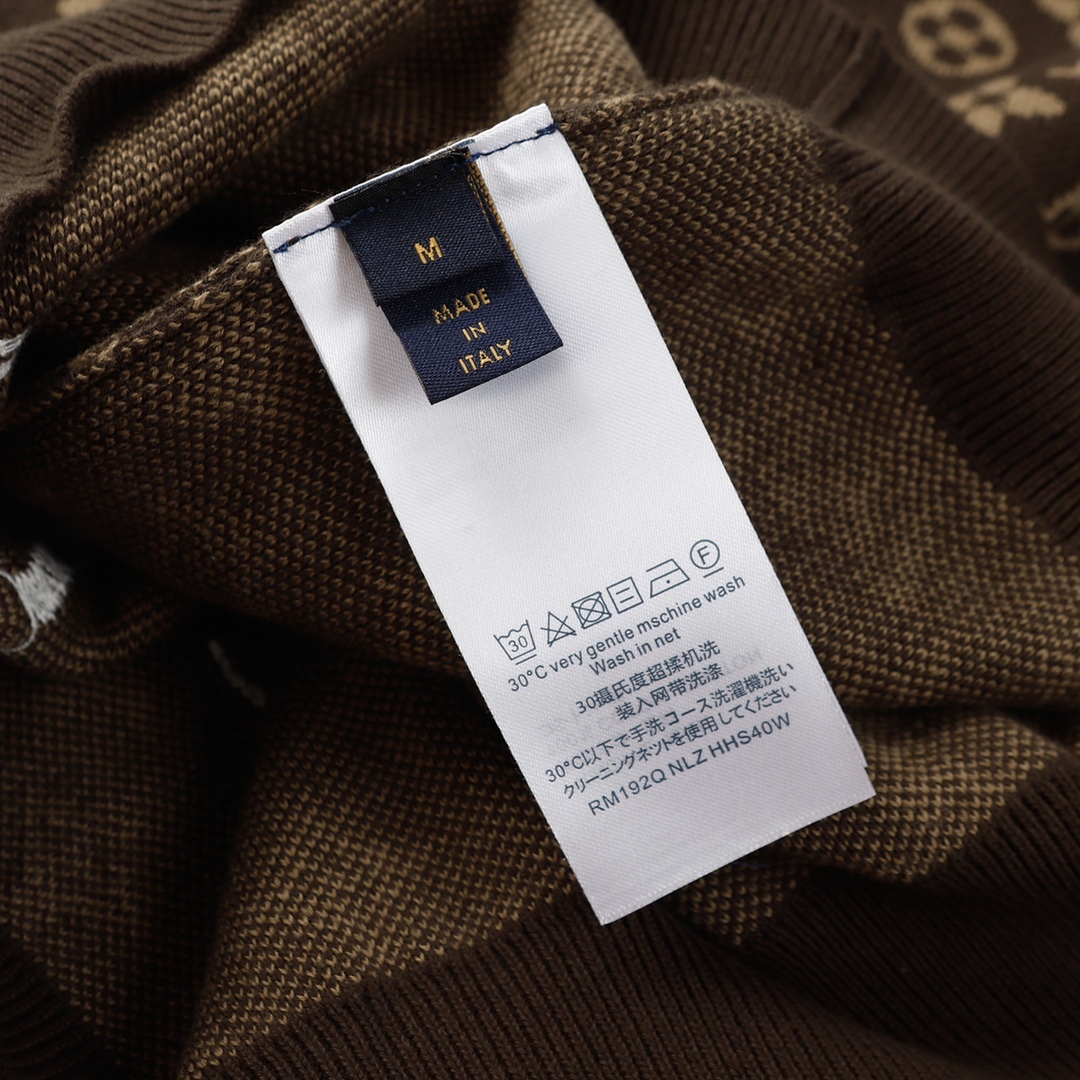 M
MADE
IN
ITALY
30
F
30°C very gentle mschine wash
Wash in net
30摄氏度超揉机洗
装入网带洗涤
30°C以下で手洗コース洗濯機洗い
クリーニングネットを使用してください
RM192Q NLZ HHS40W